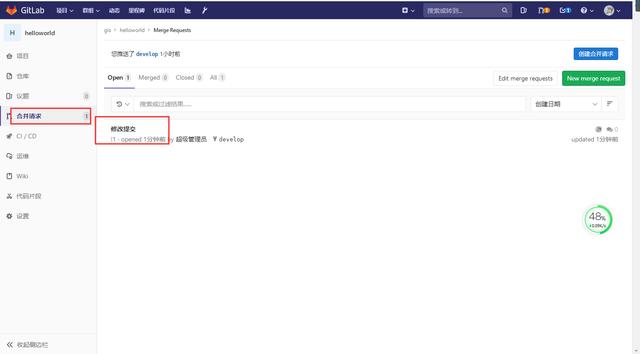 GitLab 项目 群组 动态 里程碑 代码片段 搜索或转到... 1 1
H helloworld
gis > helloworld > Merge Requests
您推送了 develop 1小时前 创建合并请求
项目
仓库
议题 0
合并请求 1
CI / CD
运维
Wiki
代码片段
设置
Open 1 Merged 0 Closed 0 All 1 Edit merge requests New merge request
搜索或过滤结果... 创建日期
修改提交 0
!1 · opened 1分钟前 by 超级管理员 develop updated 1分钟前
48%
收起侧边栏